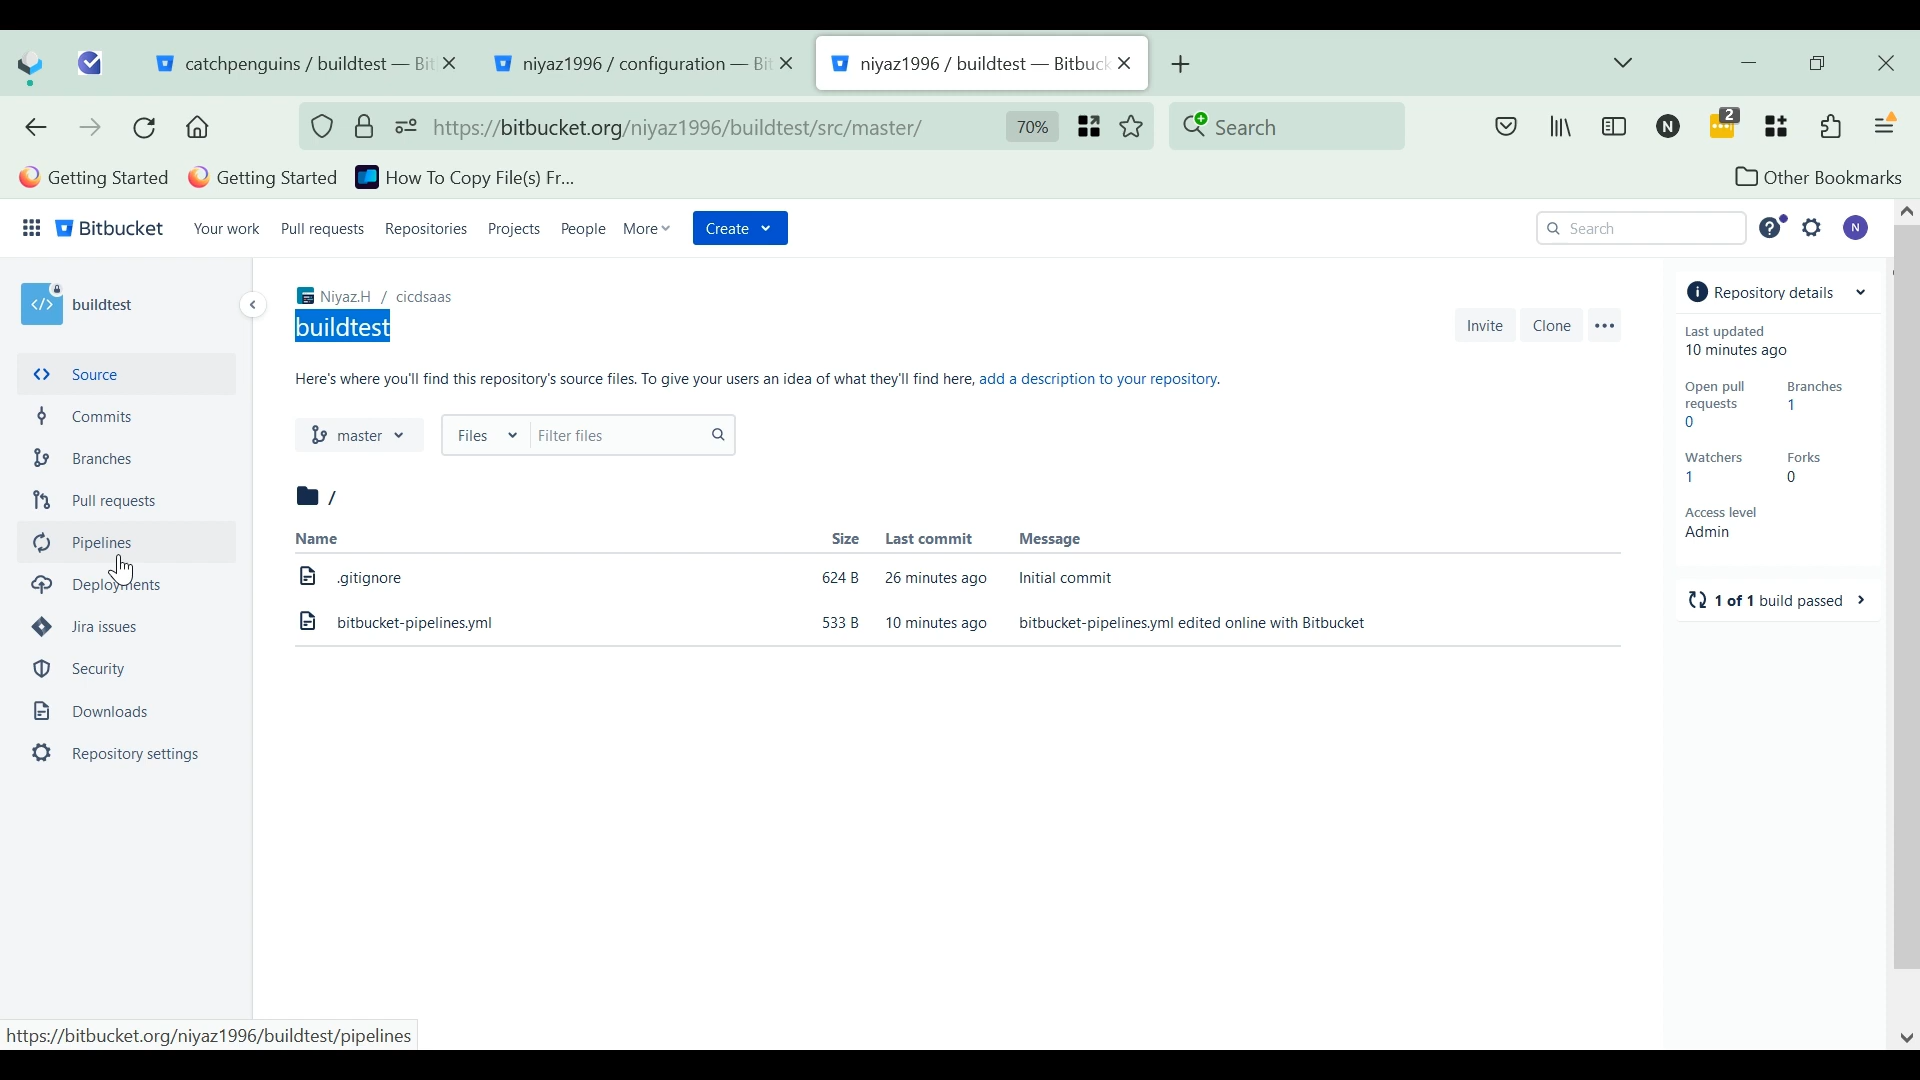 catchpenguins / buildtest — Bit
niyaz1996 / configuration — Bit
niyaz1996 / buildtest — Bitbuck
https://bitbucket.org/niyaz1996/buildtest/src/master/
70%
Search
N
2
Getting Started
Getting Started
How To Copy File(s) Fr...
Other Bookmarks
Bitbucket
Your work
Pull requests
Repositories
Projects
People
More
Create
Search
N
buildtest
Source
Commits
Branches
Pull requests
Pipelines
Deployments
Jira issues
Security
Downloads
Repository settings
Niyaz.H / cicdsaas
buildtest
Invite
Clone
Here's where you'll find this repository's source files. To give your users an idea of what they'll find here, add a description to your repository.
master
Files
Filter files
/
Name Size Last commit Message
.gitignore 624 B 26 minutes ago Initial commit
bitbucket-pipelines.yml 533 B 10 minutes ago bitbucket-pipelines.yml edited online with Bitbucket
Repository details
Last updated
10 minutes ago
Open pull requests
0
Branches
1
Watchers
1
Forks
0
Access level
Admin
1 of 1 build passed
https://bitbucket.org/niyaz1996/buildtest/pipelines